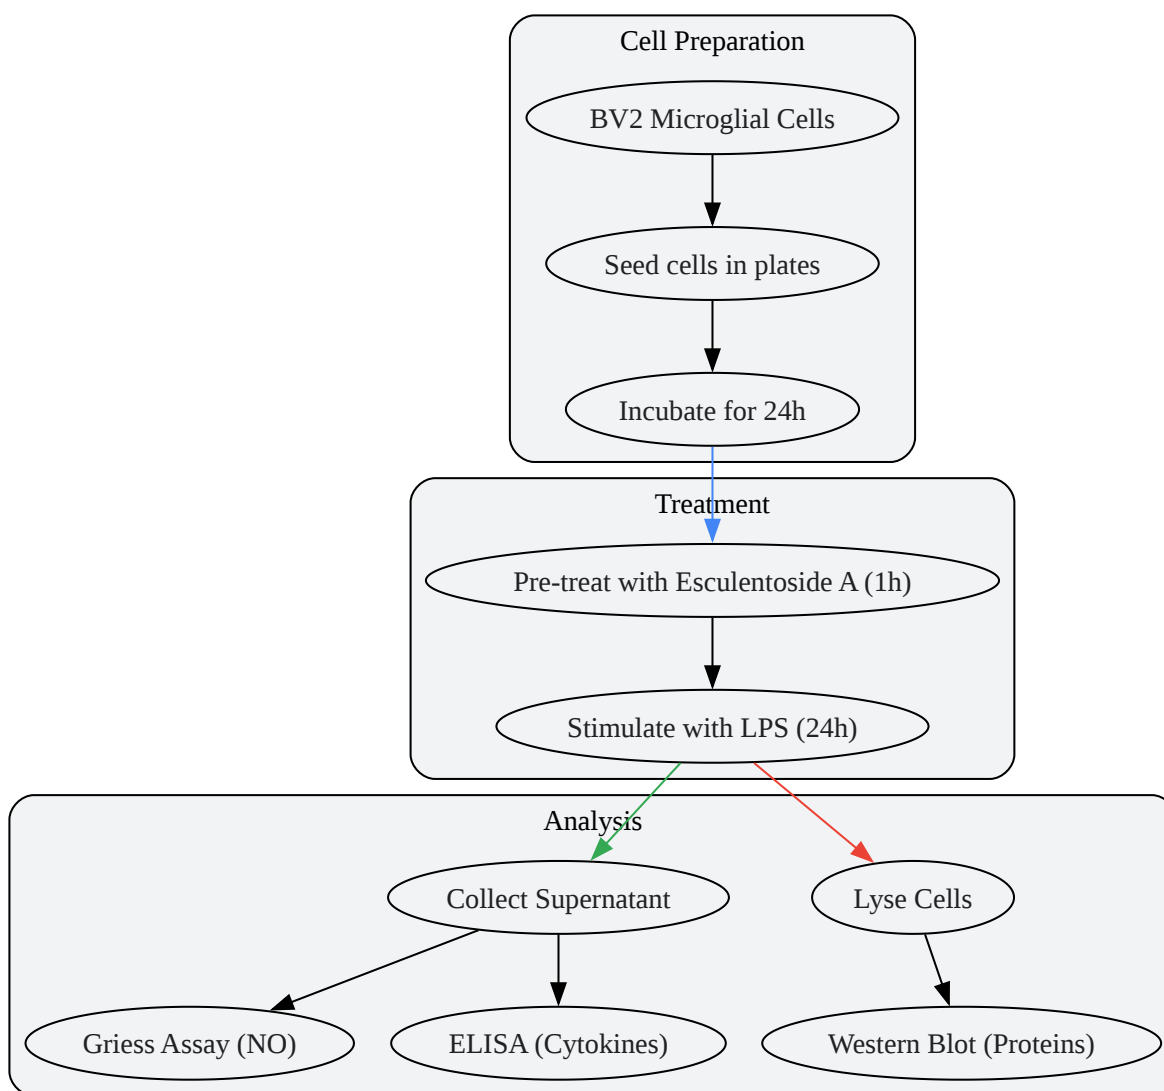 Cell Preparation
BV2 Microglial Cells
Seed cells in plates
Incubate for 24h
Treatment
Pre-treat with Esculentoside A (1h)
Stimulate with LPS (24h)
Analysis
Collect Supernatant
Lyse Cells
Griess Assay (NO)
ELISA (Cytokines)
Western Blot (Proteins)